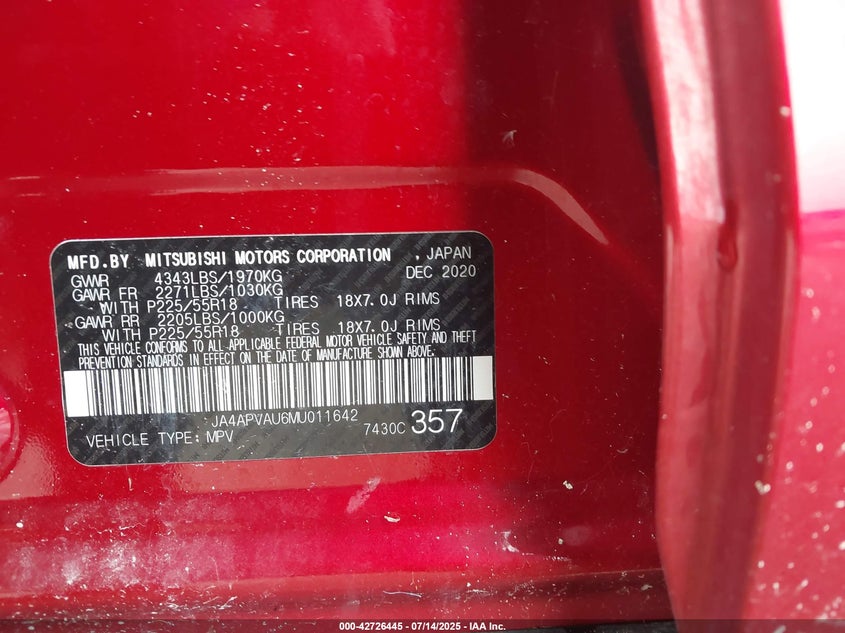 MFD.BY MITSUBISHI MOTORS CORPORATION , JAPAN
GVWR 4343LBS/1970KG DEC 2020
GAWR FR 2271LBS/1030KG
WITH P225/55R18 TIRES 18X7.0J RIMS
GAWR RR 2205LBS/1000KG
WITH P225/55R18 TIRES 18X7.0J RIMS
THIS VEHICLE CONFORMS TO ALL APPLICABLE FEDERAL MOTOR VEHICLE SAFETY AND THEFT
PREVENTION STANDARDS IN EFFECT ON THE DATE OF MANUFACTURE SHOWN ABOVE.
JA4APVAU6MU011642
VEHICLE TYPE: MPV 7430C 357
000-42726445 - 07/14/2025 - IAA Inc.